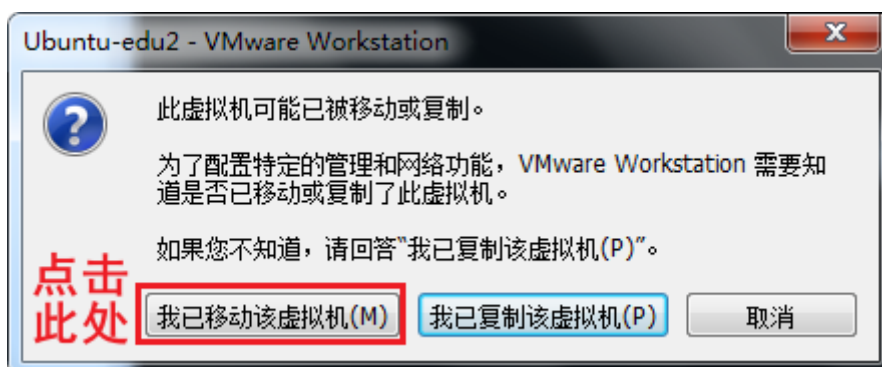 Ubuntu-edu2 - VMware Workstation
此虚拟机可能已被移动或复制。
为了配置特定的管理和网络功能，VMware Workstation 需要知
道是否已移动或复制了此虚拟机。
如果您不知道，请回答“我已复制该虚拟机(P)”。
点击
此处
我已移动该虚拟机(M)
我已复制该虚拟机(P)
取消